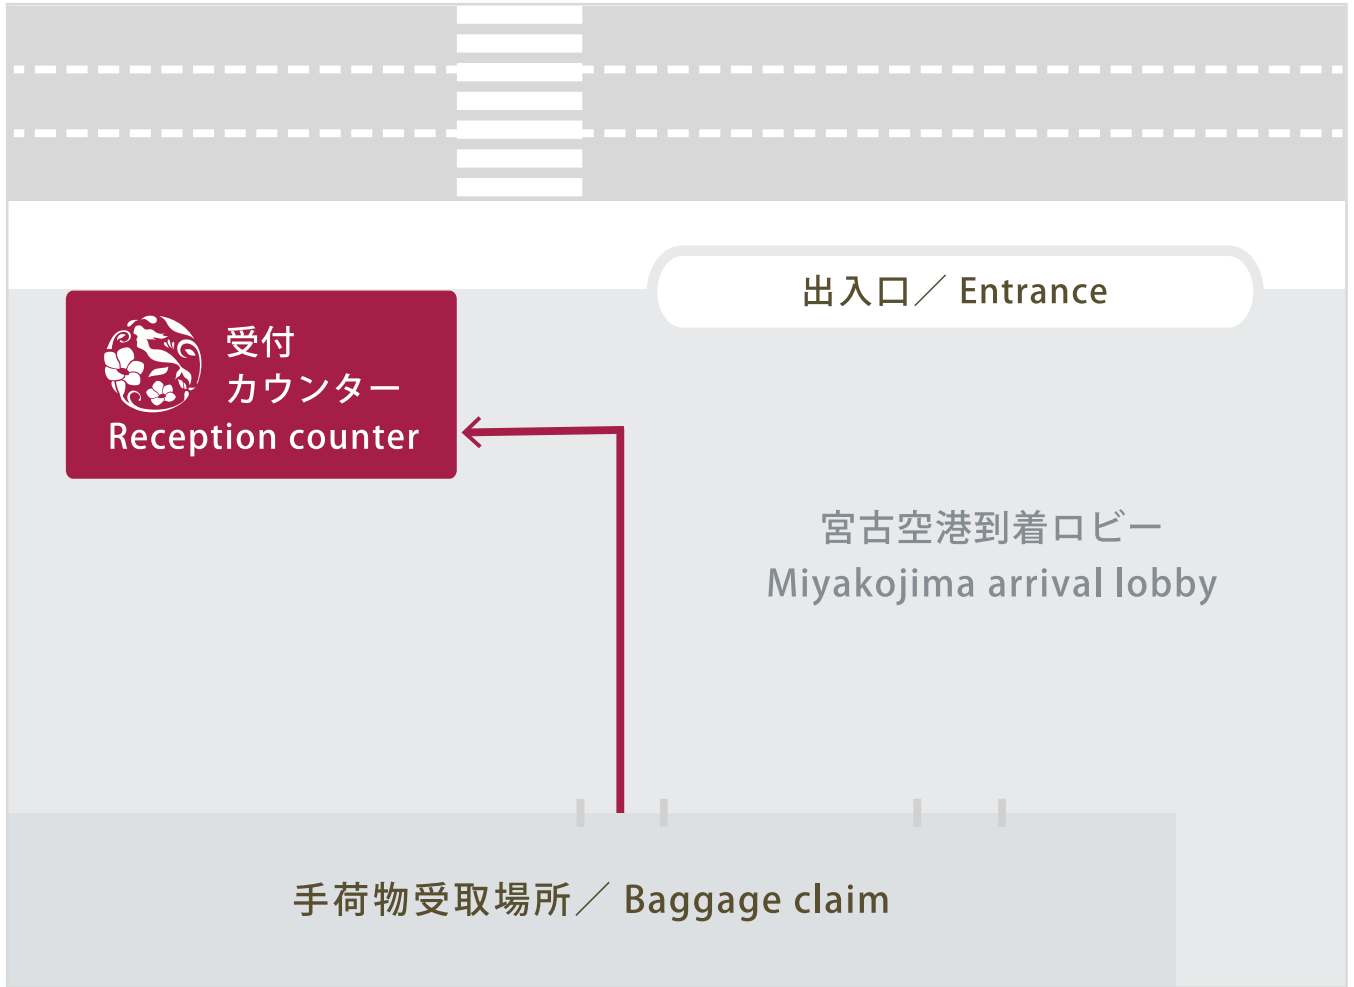 出入口／ Entrance
受付
カウンター
Reception counter
宮古空港到着ロビー
Miyakojima arrival lobby
手荷物受取場所／ Baggage claim